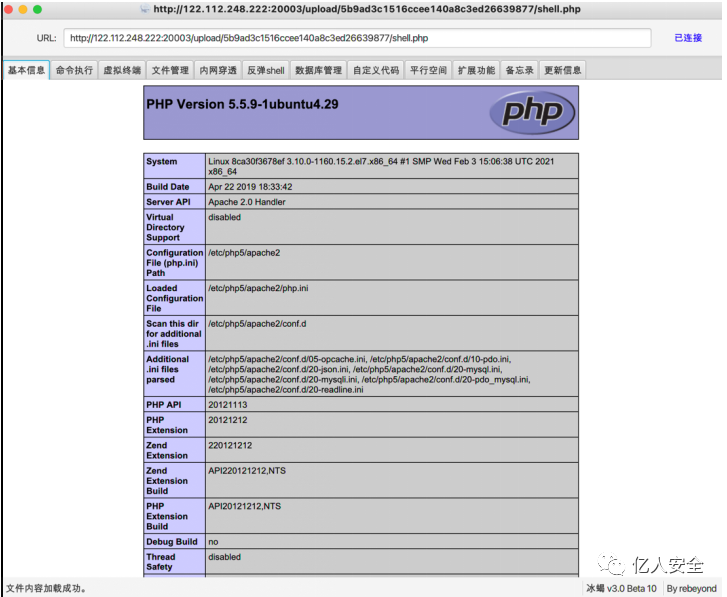 http://122.112.248.222:20003/upload/5b9ad3c1516ccee140a8c3ed26639877/shell.php
URL: http://122.112.248.222:20003/upload/5b9ad3c1516ccee140a8c3ed26639877/shell.php 已连接
基本信息 命令执行 虚拟终端 文件管理 内网穿透 反弹shell 数据库管理 自定义代码 平行空间 扩展功能 备忘录 更新信息
PHP Version 5.5.9-1ubuntu4.29
php
System Linux 8ca30f3678ef 3.10.0-1160.15.2.el7.x86_64 #1 SMP Wed Feb 3 15:06:38 UTC 2021
x86_64
Build Date Apr 22 2019 18:33:42
Server API Apache 2.0 Handler
Virtual disabled
Directory
Support
Configuration /etc/php5/apache2
File (php.ini)
Path
Loaded /etc/php5/apache2/php.ini
Configuration
File
Scan this dir /etc/php5/apache2/conf.d
for additional
.ini files
Additional /etc/php5/apache2/conf.d/05-opcache.ini, /etc/php5/apache2/conf.d/10-pdo.ini,
.ini files /etc/php5/apache2/conf.d/20-json.ini, /etc/php5/apache2/conf.d/20-mysql.ini,
parsed /etc/php5/apache2/conf.d/20-mysqli.ini, /etc/php5/apache2/conf.d/20-pdo_mysql.ini,
/etc/php5/apache2/conf.d/20-readline.ini
PHP API 20121113
PHP 20121212
Extension
Zend 220121212
Extension
Zend API220121212,NTS
Extension
Build
PHP API20121212,NTS
Extension
Build
Debug Build no
Thread disabled
Safety
亿人安全
文件内容加载成功。 冰蝎 v3.0 Beta 10 By rebeyond